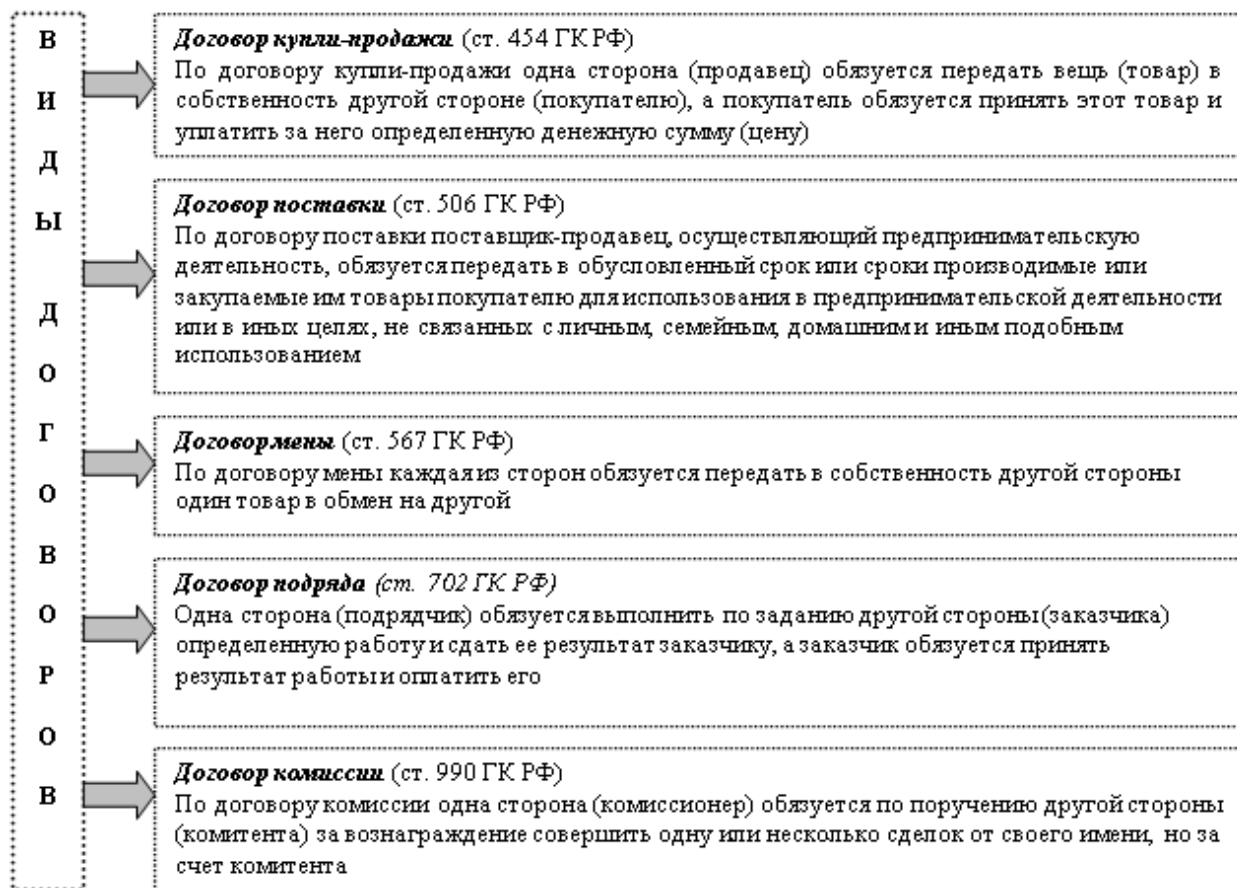 ВИДЫ ДОГОВОРОВ
Договор купли-продажи (ст. 454 ГК РФ)
По договору купли-продажи одна сторона (продавец) обязуется передать вещь (товар) в
собственность другой стороне (покупателю), а покупатель обязуется принять этот товар и
уплатить за него определенную денежную сумму (цену)
Договор поставки (ст. 506 ГК РФ)
По договору поставки поставщик-продавец, осуществляющий предпринимательскую
деятельность, обязуется передать в обусловленный срок или сроки производимые или
закупаемые им товары покупателю для использования в предпринимательской деятельности
или в иных целях, не связанных с личным, семейным, домашним и иным подобным
использованием
Договор мены (ст. 567 ГК РФ)
По договору мены каждая из сторон обязуется передать в собственность другой стороны
один товар в обмен на другой
Договор подряда (ст. 702 ГК РФ)
Одна сторона (подрядчик) обязуется выполнить по заданию другой стороны (заказчика)
определенную работу и сдать ее результат заказчику, а заказчик обязуется принять
результат работы и оплатить его
Договор комиссии (ст. 990 ГК РФ)
По договору комиссии одна сторона (комиссионер) обязуется по поручению другой стороны
(комитента) за вознаграждение совершить одну или несколько сделок от своего имени, но за
счет комитента